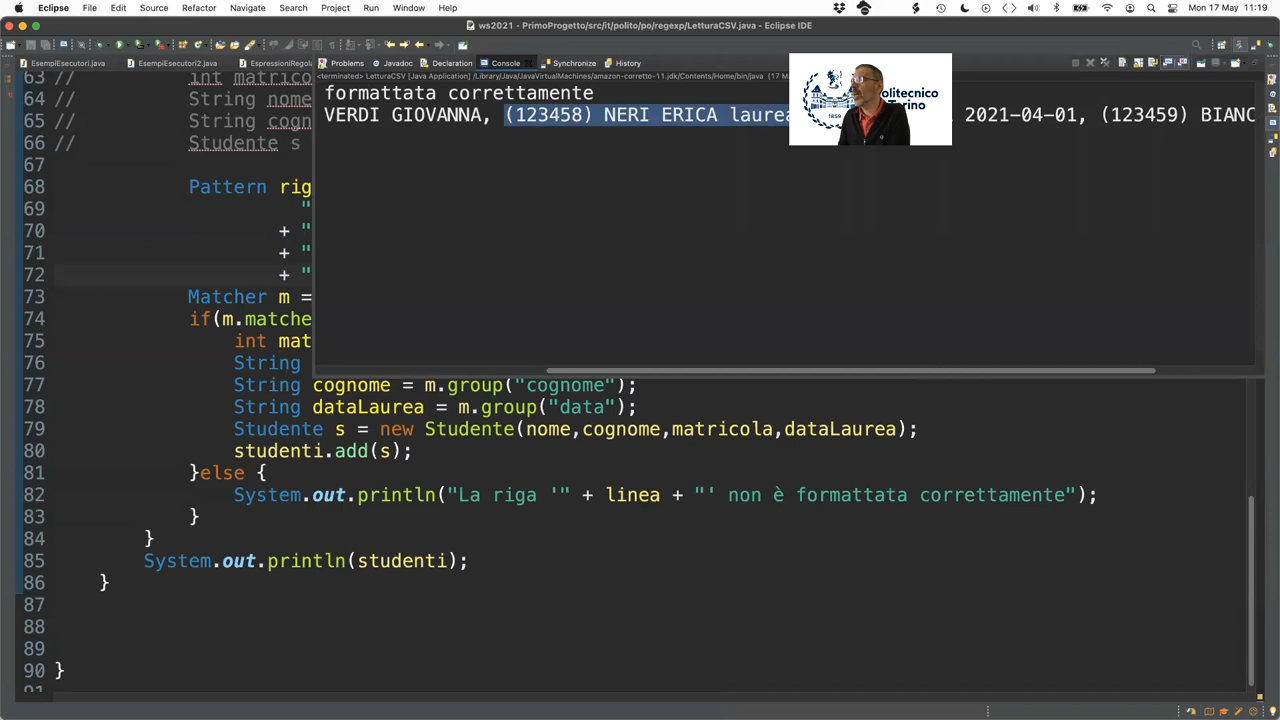 Eclipse File Edit Source Refactor Navigate Search Project Run Window Help Mon 17 May 11:19
ws2021 - PrimoProgetto/src/it/polito/po/regexp/LetturaCSV.java - Eclipse IDE
EsempiEsecutori.java EsempiEsecutori2.java EspressioniRegola Problems Javadoc Declaration Console Synchronize History
<terminated> LetturaCSV [Java Application] /Library/Java/JavaVirtualMachines/amazon-corretto-11.jdk/Contents/Home/bin/java (17 M
formattata correttamente
VERDI GIOVANNA, (123458) NERI ERICA laurea 2021-04-01, (123459) BIANC
Politecnico
Torino
1859
63 // int matrico
64 // String nome
65 // String cogn
66 // Studente s
67
68 Pattern rig
69 "
70 + "
71 + "
72 + "
73 Matcher m =
74 if(m.matche
75 int mat
76 String
77 String cognome = m.group("cognome");
78 String dataLaurea = m.group("data");
79 Studente s = new Studente(nome,cognome,matricola,dataLaurea);
80 studenti.add(s);
81 }else {
82 System.out.println("La riga '" + linea + "' non è formattata correttamente");
83 }
84 }
85 System.out.println(studenti);
86 }
87
88
89
90 }
91